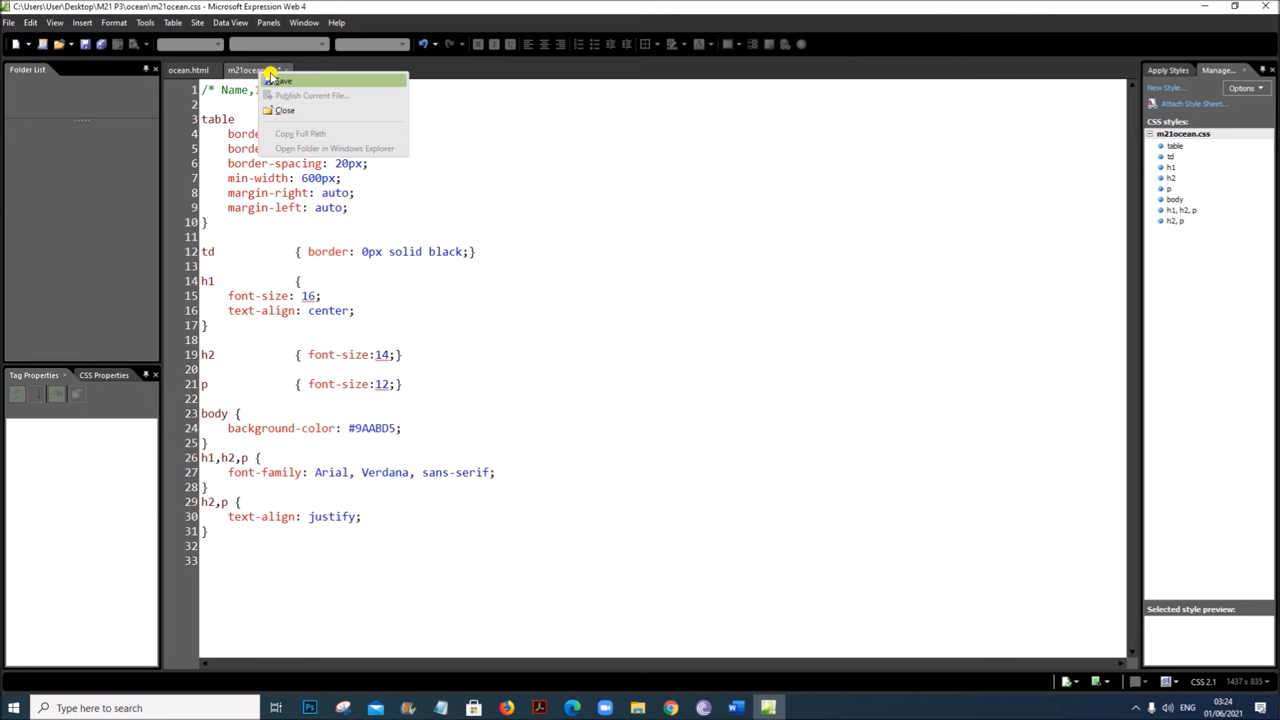 C:\Users\User\Desktop\M21 P3\ocean\m21ocean.css - Microsoft Expression Web 4
File Edit View Insert Format Tools Table Site Data View Panels Window Help
Folder List
ocean.html
m21ocean
Save
Publish Current File...
Close
Copy Full Path
Open Folder in Windows Explorer
1 /* Name,
2
3 table
4 borde
5 borde
6 border-spacing: 20px;
7 min-width: 600px;
8 margin-right: auto;
9 margin-left: auto;
10 }
11
12 td { border: 0px solid black;}
13
14 h1 {
15 font-size: 16;
16 text-align: center;
17 }
18
19 h2 { font-size:14;}
20
21 p { font-size:12;}
22
23 body {
24 background-color: #9AABD5;
25 }
26 h1,h2,p {
27 font-family: Arial, Verdana, sans-serif;
28 }
29 h2,p {
30 text-align: justify;
31 }
32
33
Tag Properties
CSS Properties
Apply Styles
Manage...
New Style...
Options
Attach Style Sheet...
CSS styles:
m21ocean.css
table
td
h1
h2
p
body
h1, h2, p
h2, p
Selected style preview:
CSS 2.1
1437 x 835
Type here to search
03:24
01/06/2021